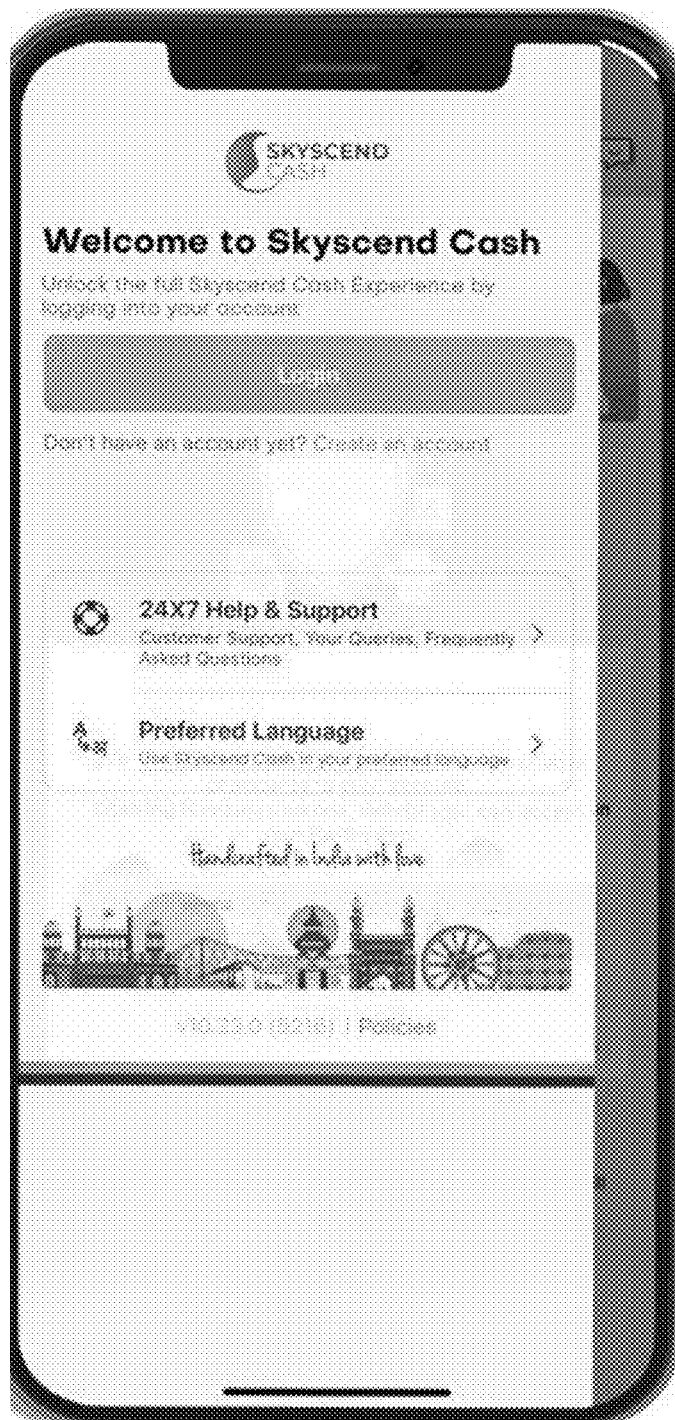 SKYSCEND
CASH
Welcome to Skyscend Cash
Unlock the full Skyscend Cash Experience by
logging into your account
Login
Don't have an account yet? Create an account
24X7 Help & Support
Customer Support, Your Queries, Frequently
Asked Questions
Preferred Language
Use Skyscend Cash in your preferred language
Handcrafted in India with love
| Policies